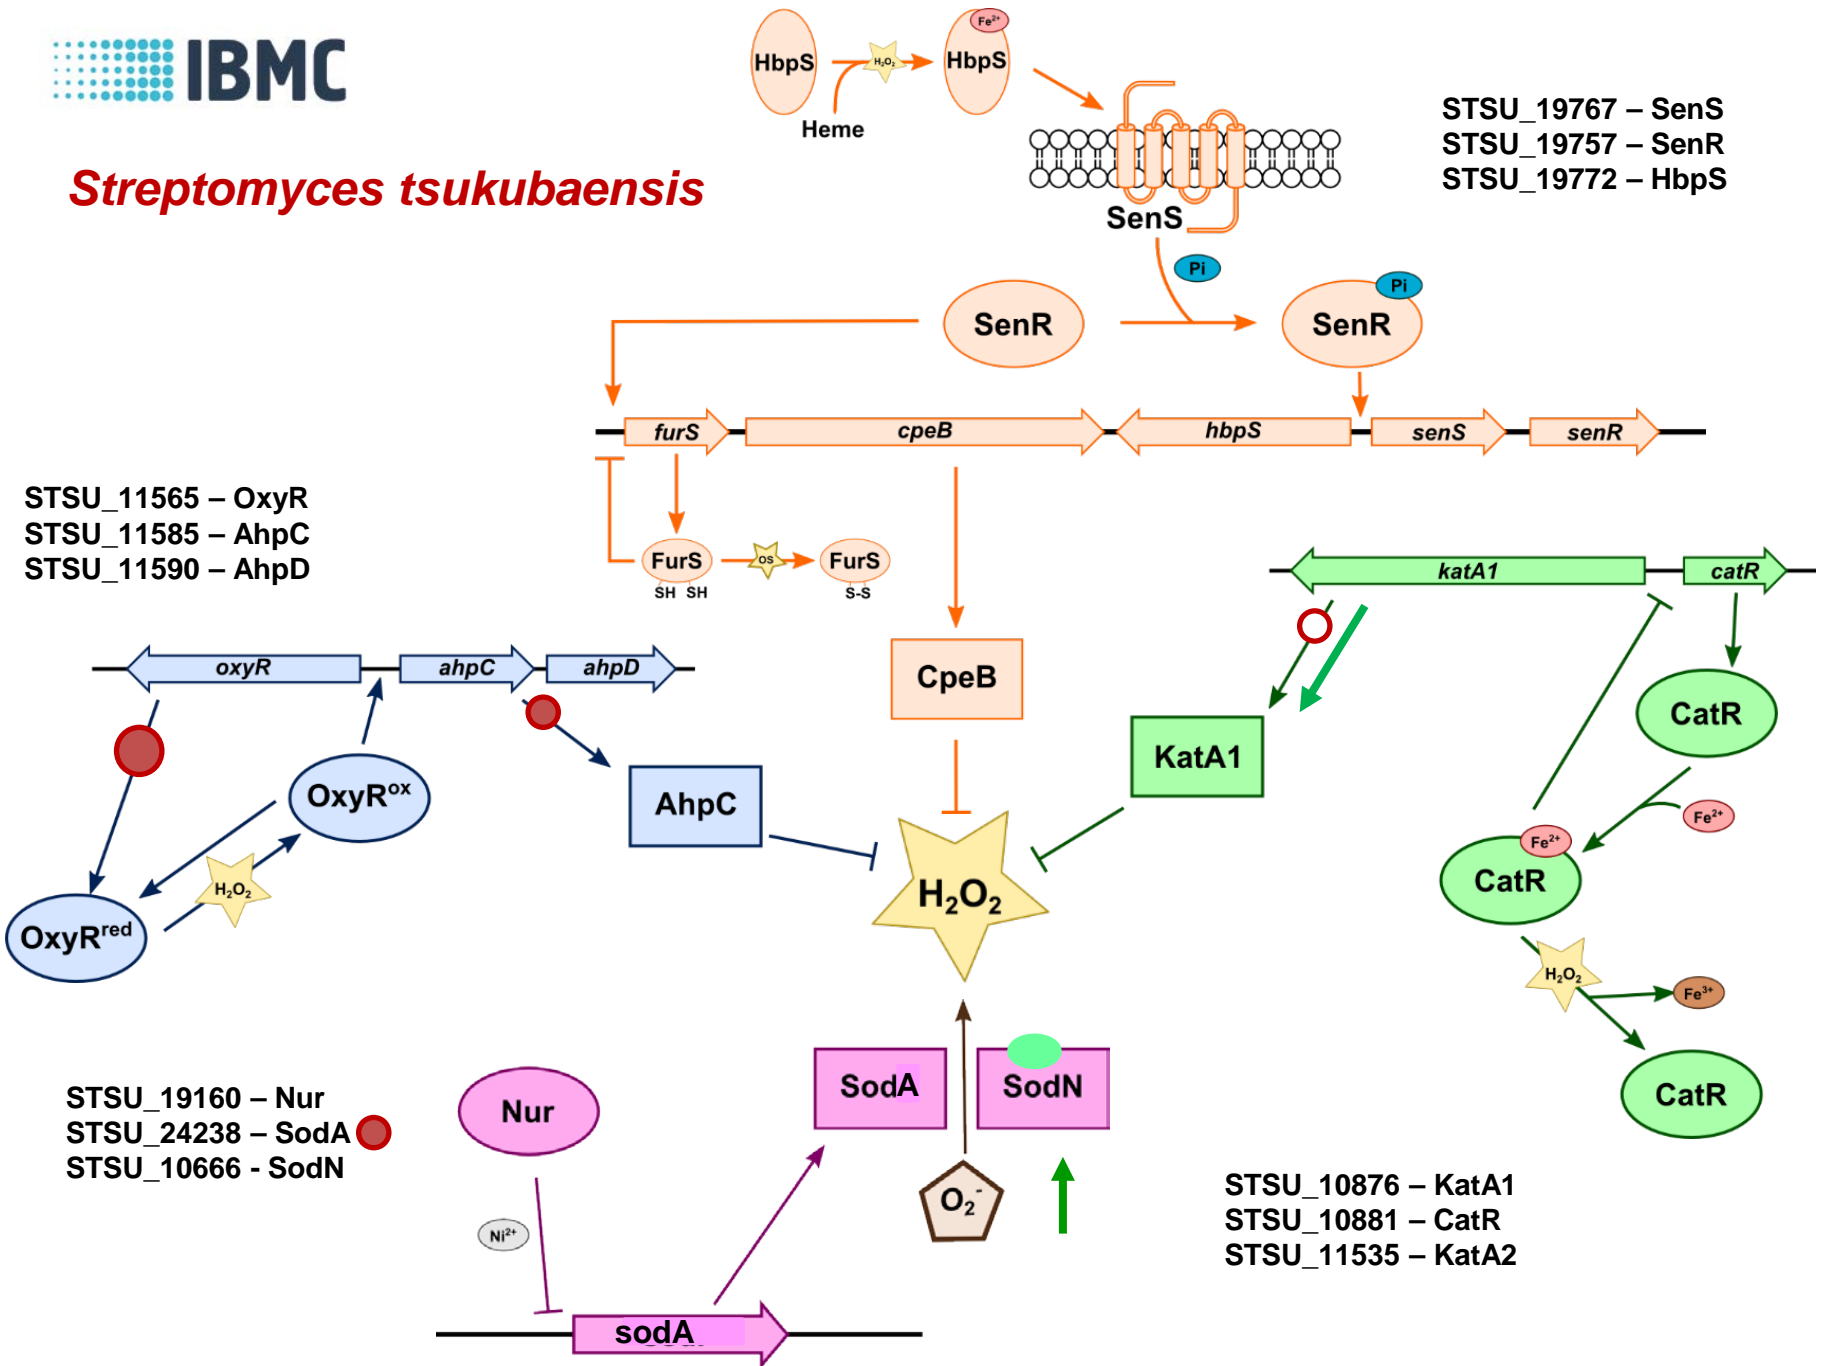 IBMC
Streptomyces tsukubaensis
HbpS
H₂O₂
Fe²⁺
HbpS
Heme
SenS
STSU_19767 – SenS
STSU_19757 – SenR
STSU_19772 – HbpS
Pi
SenR
Pi
SenR
furS
cpeB
hbpS
senS
senR
FurS
SH SH
OS
FurS
S-S
STSU_11565 – OxyR
STSU_11585 – AhpC
STSU_11590 – AhpD
oxyR
ahpC
ahpD
OxyRᵒˣ
H₂O₂
OxyRʳᵉᵈ
AhpC
CpeB
KatA1
H₂O₂
katA1
catR
CatR
Fe²⁺
Fe²⁺
CatR
H₂O₂
Fe³⁺
CatR
STSU_19160 – Nur
STSU_24238 – SodA
STSU_10666 - SodN
Nur
Ni²⁺
sodA
SodA
SodN
O₂⁻
STSU_10876 – KatA1
STSU_10881 – CatR
STSU_11535 – KatA2